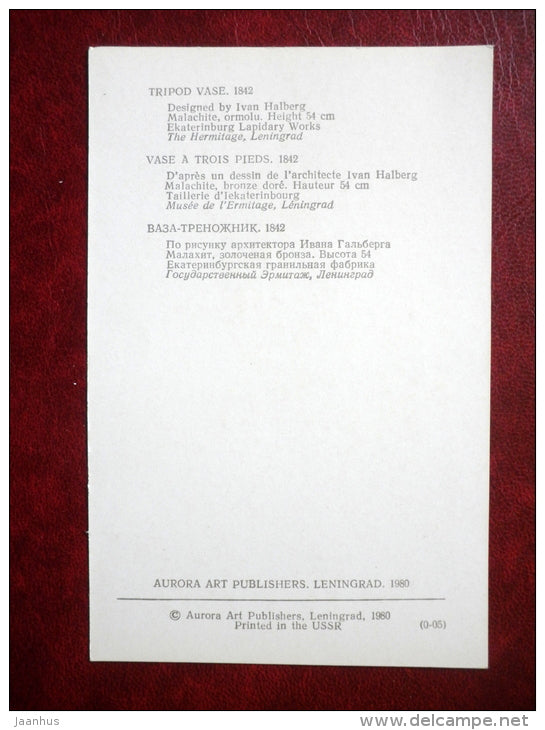 TRIPOD VASE. 1842
Designed by Ivan Halberg
Malachite, ormolu. Height 54 cm
Ekaterinburg Lapidary Works
The Hermitage, Leningrad
VASE À TROIS PIEDS. 1842
D'après un dessin de l'architecte Ivan Halberg
Malachite, bronze doré. Hauteur 54 cm
Taillerie d'Iekaterinbourg
Musée de l'Ermitage, Léningrad
ВАЗА-ТРЕНОЖНИК. 1842
По рисунку архитектора Ивана Гальберга
Малахит, золоченая бронза. Высота 54
Екатеринбургская гранильная фабрика
Государственный Эрмитаж, Ленинград
AURORA ART PUBLISHERS. LENINGRAD. 1980
© Aurora Art Publishers, Leningrad, 1980
Printed in the USSR (0-05)
jaanhus www.delcampe.net